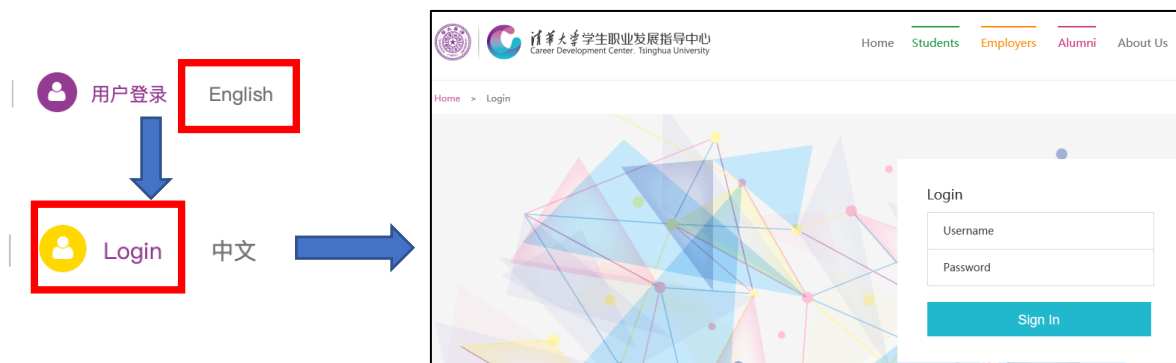 用户登录 English
Login 中文
清华大学学生职业发展指导中心
Career Development Center. Tsinghua University
Home Students Employers Alumni About Us
Home > Login
Login
Username
Password
Sign In